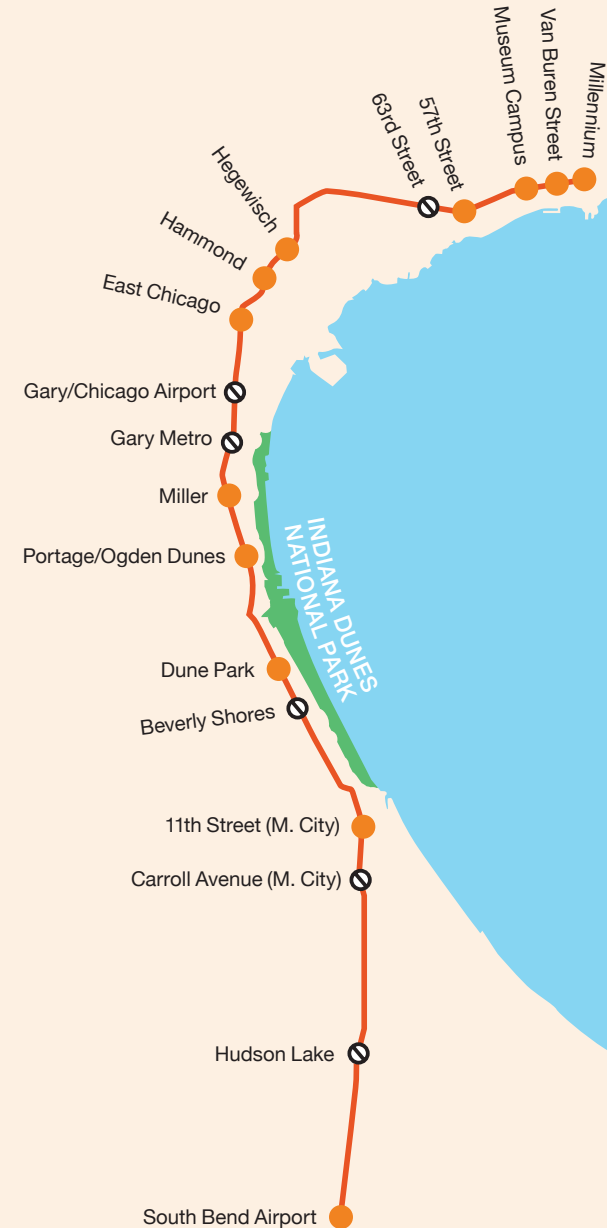 Millennium
Van Buren Street
Museum Campus
57th Street
63rd Street
Hegewisch
Hammond
East Chicago
Gary/Chicago Airport
Gary Metro
Miller
Portage/Ogden Dunes
INDIANA DUNES
NATIONAL PARK
Dune Park
Beverly Shores
11th Street (M. City)
Carroll Avenue (M. City)
Hudson Lake
South Bend Airport